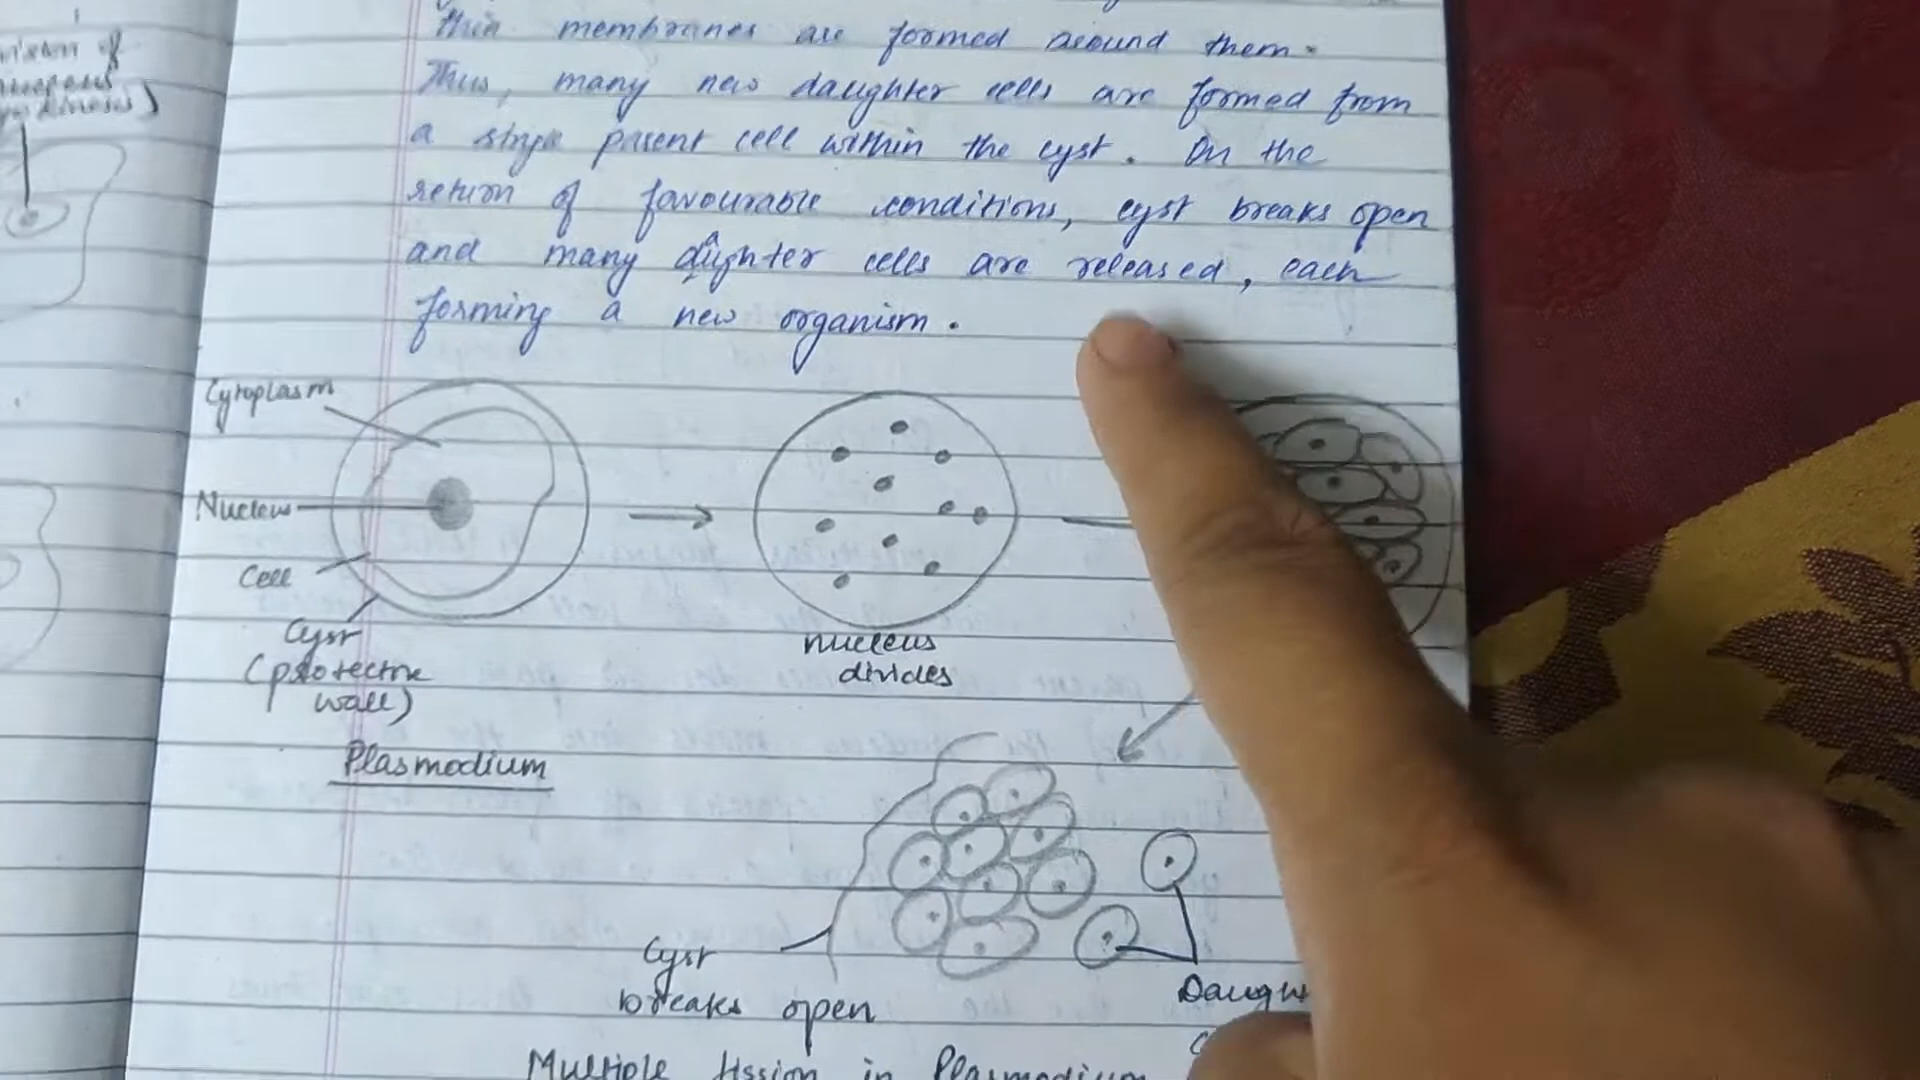 thin membranes are formed around them.
Thus, many new daughter cells are formed from
a single parent cell within the cyst. On the
return of favourable conditions, cyst breaks open
and many daughter cells are released, each
forming a new organism.
Cytoplasm
Nucleus
Cell
Cyst
(protective
wall)
Plasmodium
nucleus
divides
Cyst
breaks open
Multiple fission in Plasmodium